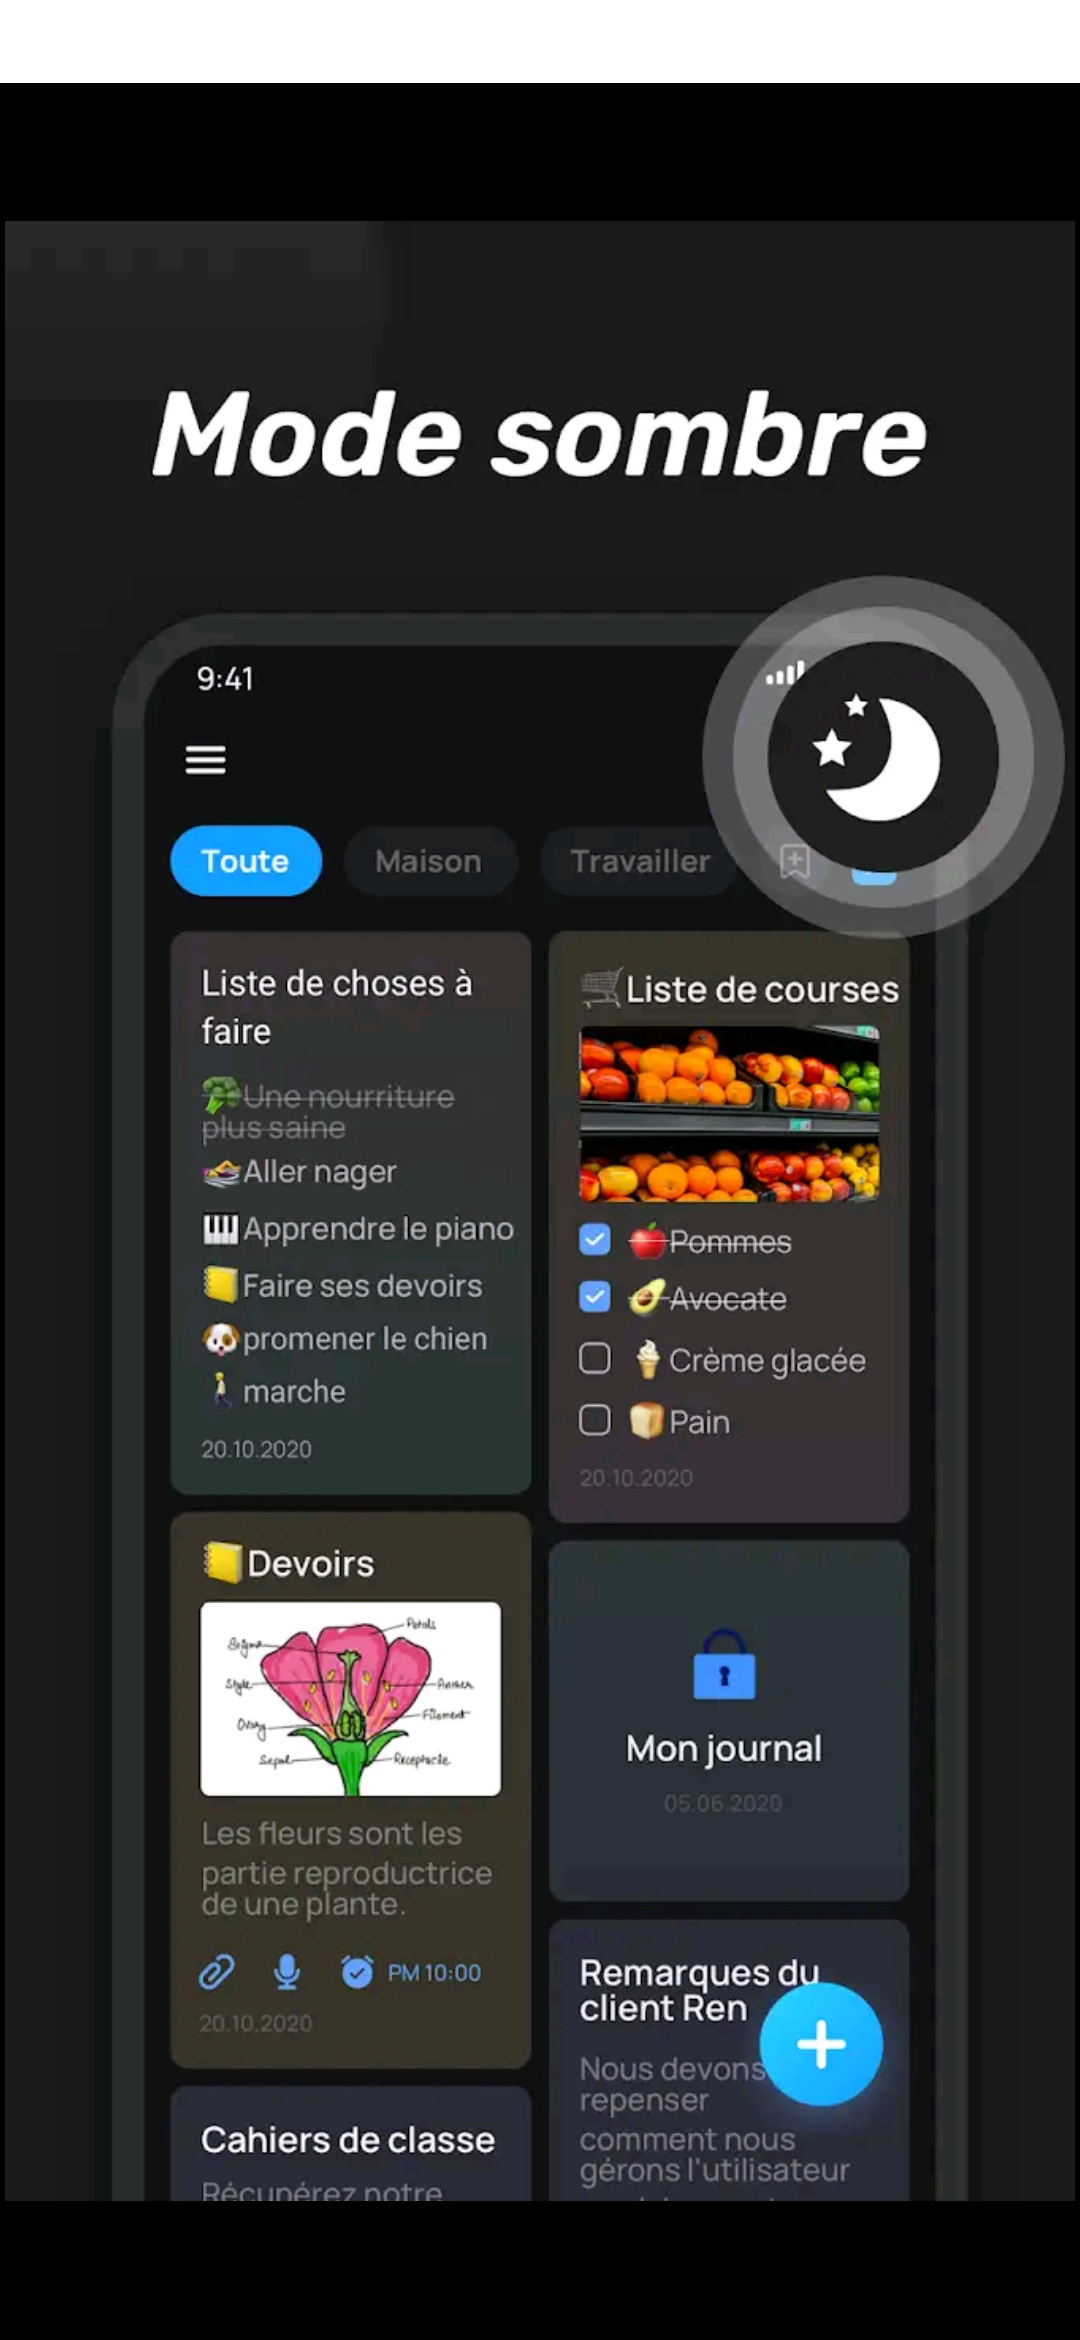 Mode sombre
9:41
Toute
Maison
Travailler
Liste de choses à
faire
Une nourriture
plus saine
Aller nager
Apprendre le piano
Faire ses devoirs
promener le chien
marche
20.10.2020
Liste de courses
Pommes
Avocate
Crème glacée
Pain
20.10.2020
Devoirs
Petals
Stigma
Style
Anther
Filament
Ovary
Sepal
Receptacle
Les fleurs sont les
partie reproductrice
de une plante.
PM 10:00
20.10.2020
Mon journal
05.06.2020
Remarques du
client Ren
Nous devons
repenser
comment nous
gérons l'utilisateur
Cahiers de classe
Récupérez notre